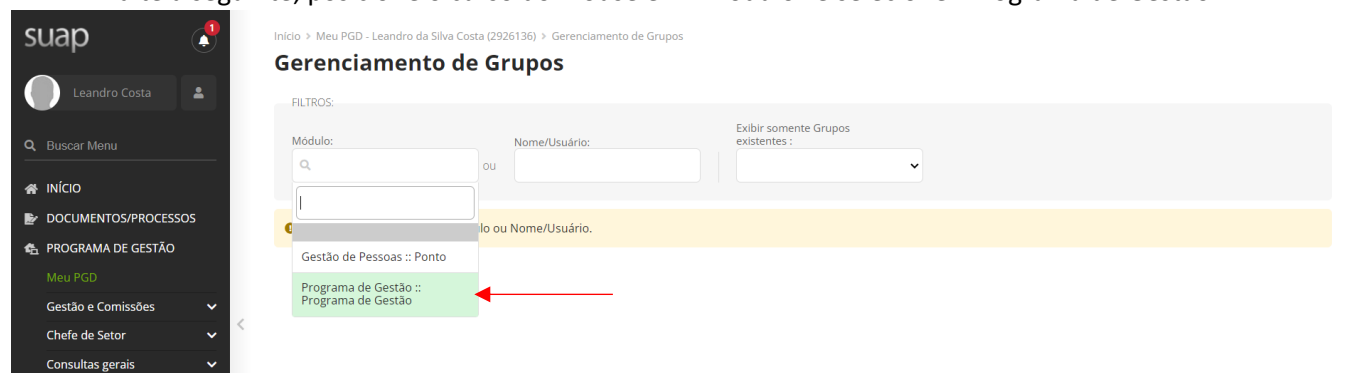 suap
1
Início > Meu PGD - Leandro da Silva Costa (2926136) > Gerenciamento de Grupos
Gerenciamento de Grupos
Leandro Costa
FILTROS:
Buscar Menu
Módulo:
Nome/Usuário:
Exibir somente Grupos
existentes :
ou
INÍCIO
DOCUMENTOS/PROCESSOS
ou Nome/Usuário.
PROGRAMA DE GESTÃO
Gestão de Pessoas :: Ponto
Meu PGD
Programa de Gestão ::
Programa de Gestão
Gestão e Comissões
Chefe de Setor
Consultas gerais